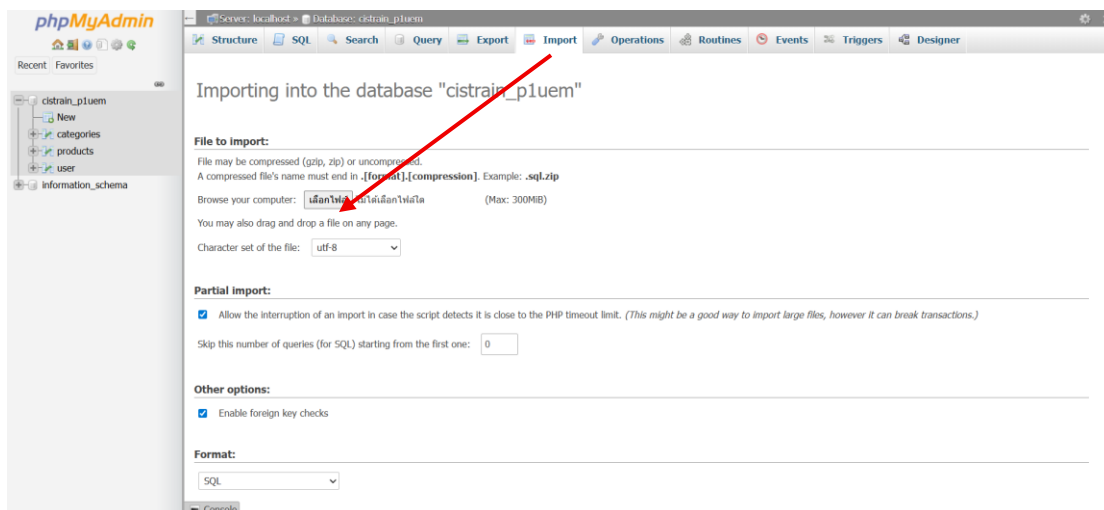 phpMyAdmin
Server: localhost » Database: cistrain_p1uem
Structure SQL Search Query Export Import Operations Routines Events Triggers Designer
Recent Favorites
cistrain_p1uem
New
categories
products
user
information_schema
Importing into the database "cistrain_p1uem"
File to import:
File may be compressed (gzip, zip) or uncompressed.
A compressed file's name must end in .[format].[compression]. Example: .sql.zip
Browse your computer: เลือกไฟล์ ไม่ได้เลือกไฟล์ใด (Max: 300MiB)
You may also drag and drop a file on any page.
Character set of the file: utf-8
Partial import:
Allow the interruption of an import in case the script detects it is close to the PHP timeout limit. (This might be a good way to import large files, however it can break transactions.)
Skip this number of queries (for SQL) starting from the first one: 0
Other options:
Enable foreign key checks
Format:
SQL
Console